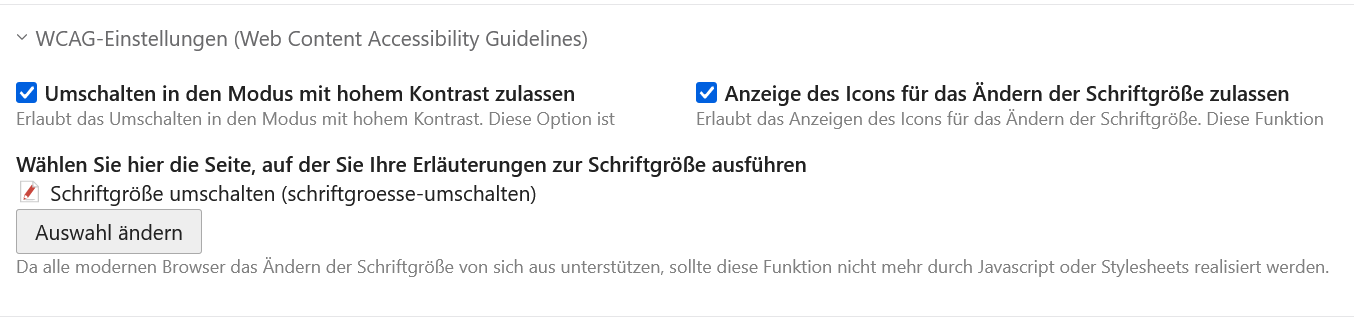 WCAG-Einstellungen (Web Content Accessibility Guidelines)
Umschalten in den Modus mit hohem Kontrast zulassen
Erlaubt das Umschalten in den Modus mit hohem Kontrast. Diese Option ist
Anzeige des Icons für das Ändern der Schriftgröße zulassen
Erlaubt das Anzeigen des Icons für das Ändern der Schriftgröße. Diese Funktion
Wählen Sie hier die Seite, auf der Sie Ihre Erläuterungen zur Schriftgröße ausführen
Schriftgröße umschalten (schriftgroesse-umschalten)
Auswahl ändern
Da alle modernen Browser das Ändern der Schriftgröße von sich aus unterstützen, sollte diese Funktion nicht mehr durch Javascript oder Stylesheets realisiert werden.